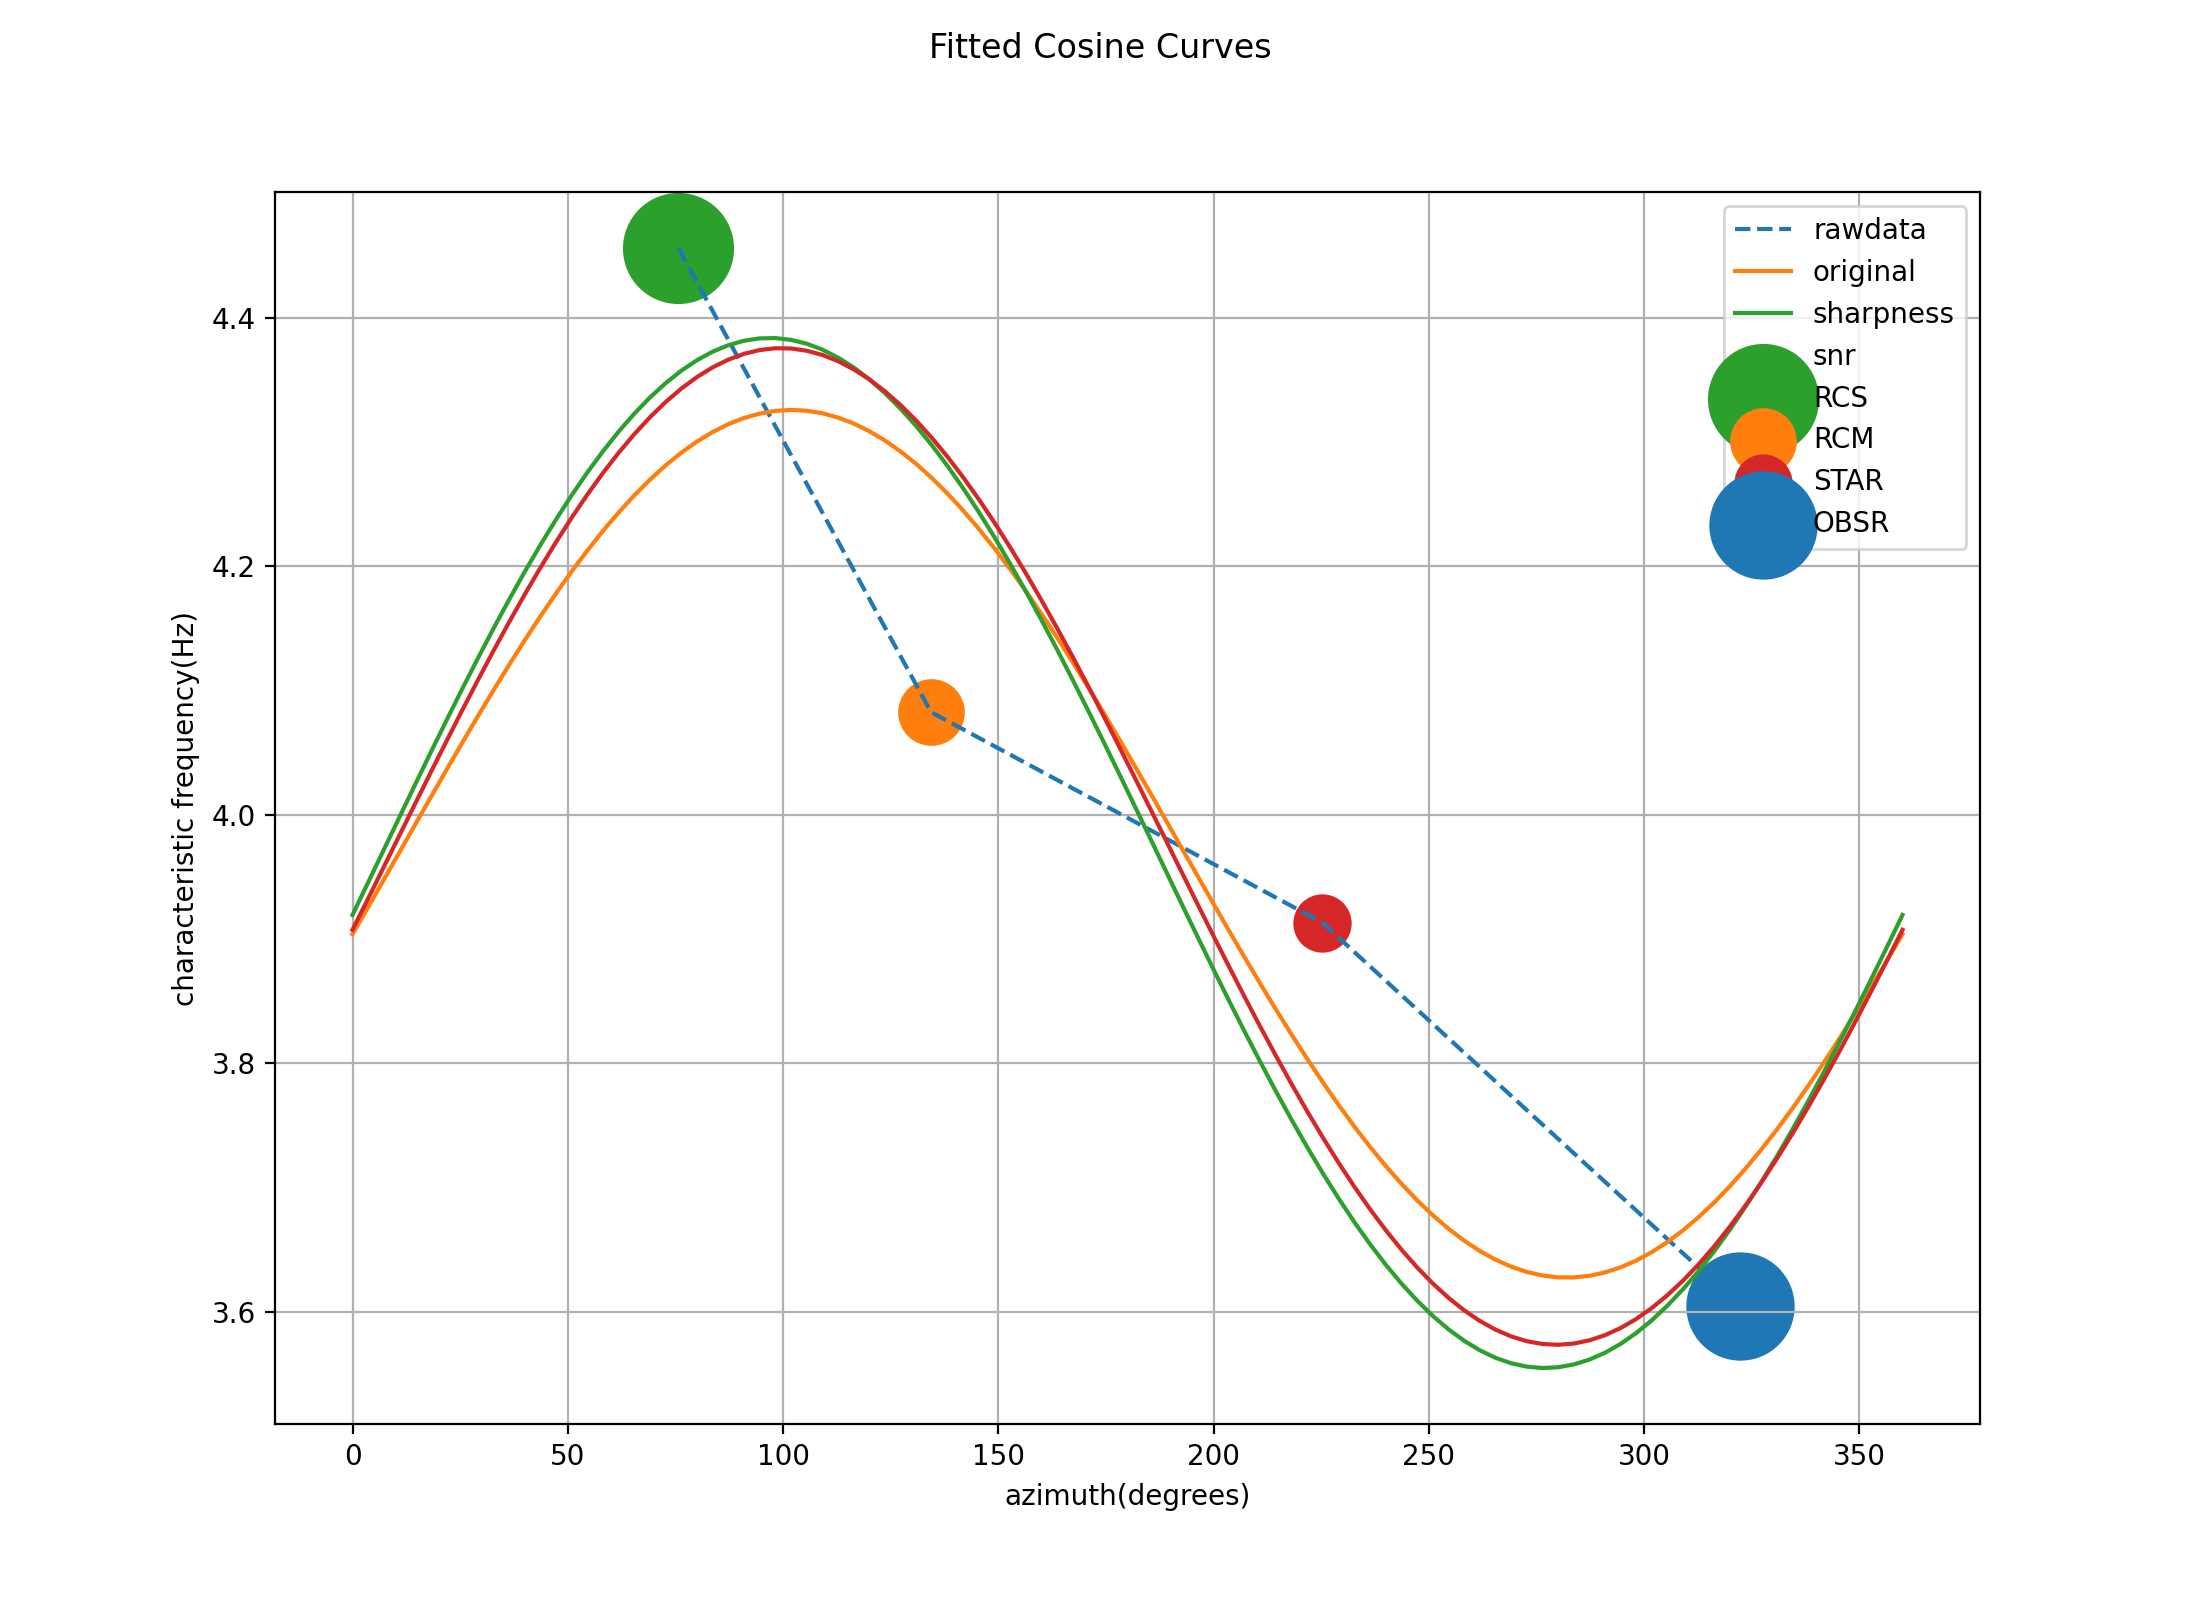 Fitted Cosine Curves
rawdata
original
sharpness
snr
RCS
RCM
STAR
OBSR
characteristic frequency(Hz)
4.4
4.2
4.0
3.8
3.6
0 50 100 150 200 250 300 350
azimuth(degrees)